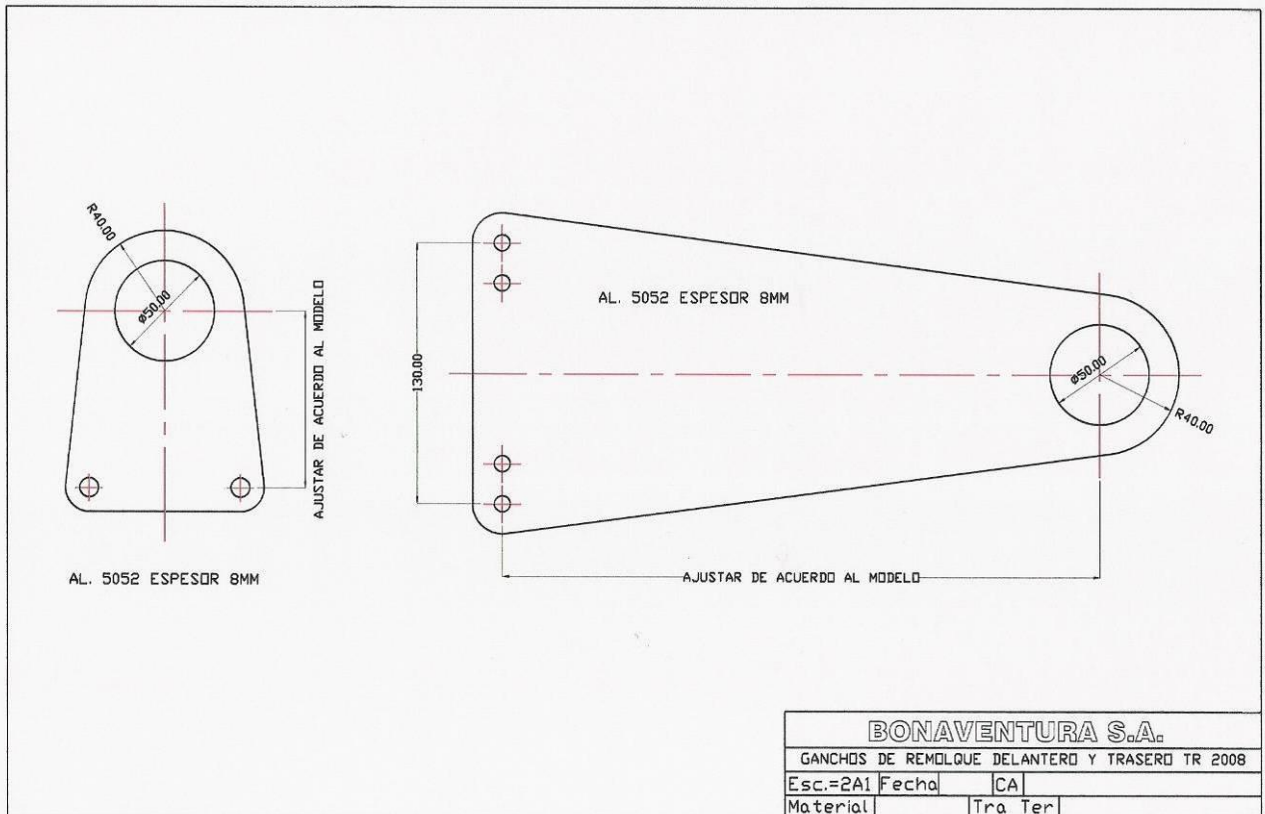 R40.00
ø50.00
AJUSTAR DE ACUERDO AL MODELO
AL. 5052 ESPESOR 8MM
130.00
AL. 5052 ESPESOR 8MM
ø50.00
R40.00
AJUSTAR DE ACUERDO AL MODELO
BONAVENTURA S.A.
GANCHOS DE REMOLQUE DELANTERO Y TRASERO TR 2008
Esc.=2A1 Fecha CA
Material Tra Ter